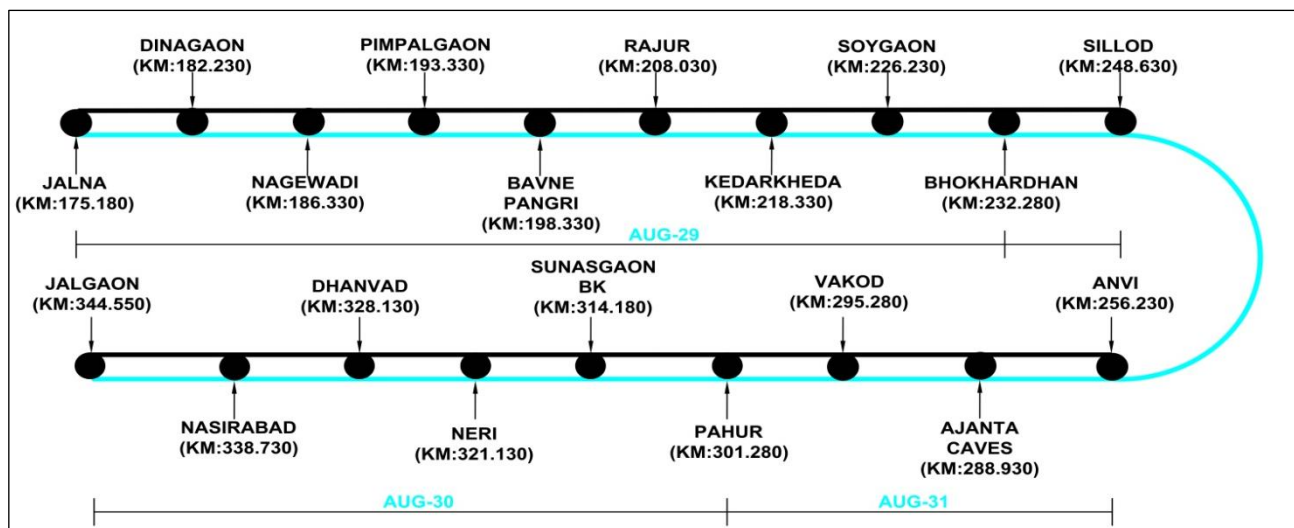 DINAGAON
(KM:182.230)
PIMPALGAON
(KM:193.330)
RAJUR
(KM:208.030)
SOYGAON
(KM:226.230)
SILLOD
(KM:248.630)
JALNA
(KM:175.180)
NAGEWADI
(KM:186.330)
BAVNE
PANGRI
(KM:198.330)
KEDARKHEDA
(KM:218.330)
BHOKHARDHAN
(KM:232.280)
AUG-29
JALGAON
(KM:344.550)
DHANVAD
(KM:328.130)
SUNASGAON
BK
(KM:314.180)
VAKOD
(KM:295.280)
ANVI
(KM:256.230)
NASIRABAD
(KM:338.730)
NERI
(KM:321.130)
PAHUR
(KM:301.280)
AJANTA
CAVES
(KM:288.930)
AUG-30
AUG-31